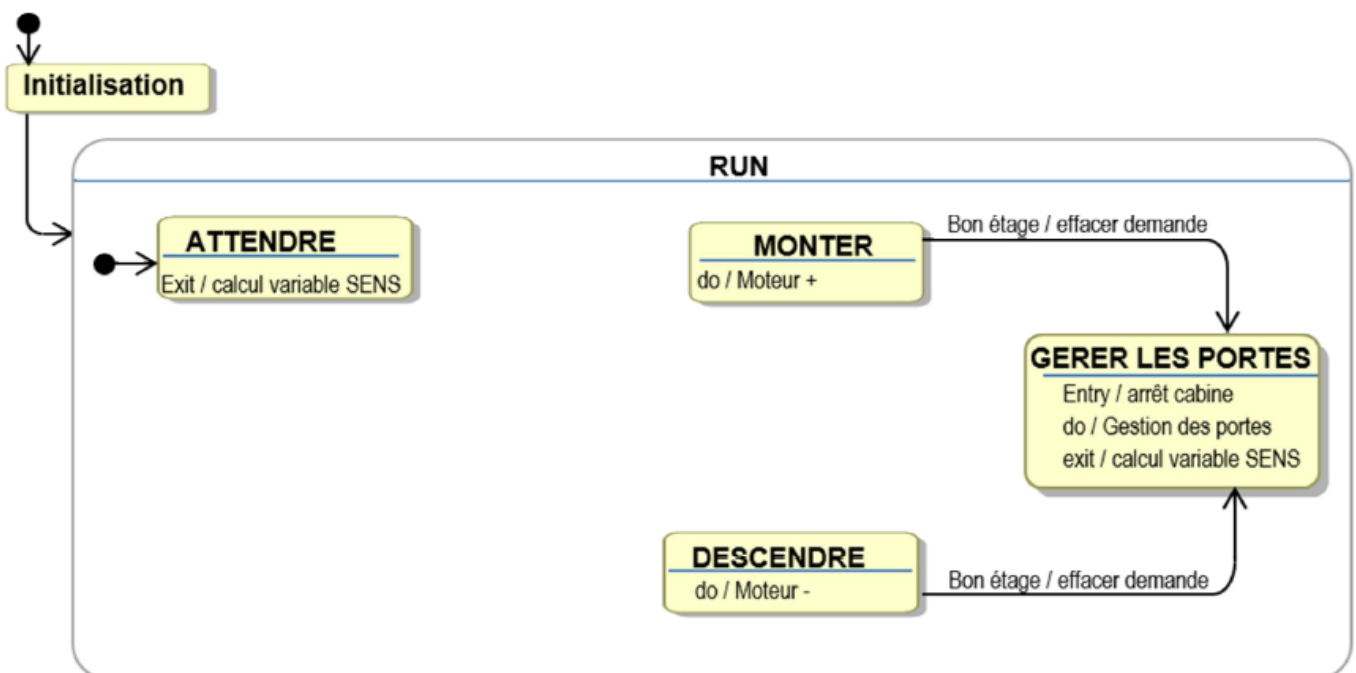 Initialisation
RUN
ATTENDRE
Exit / calcul variable SENS
MONTER
do / Moteur +
Bon étage / effacer demande
GERER LES PORTES
Entry / arrêt cabine
do / Gestion des portes
exit / calcul variable SENS
DESCENDRE
do / Moteur -
Bon étage / effacer demande